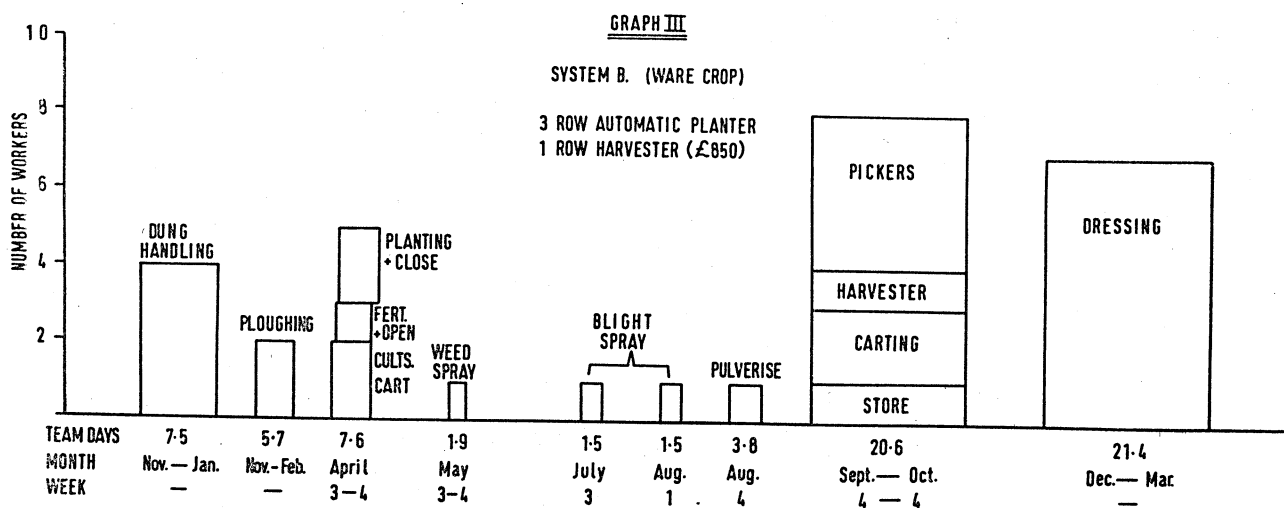 GRAPH III
SYSTEM B. (WARE CROP)
3 ROW AUTOMATIC PLANTER
1 ROW HARVESTER (£850)
NUMBER OF WORKERS
10
8
6
4
2
DUNG
HANDLING
PLOUGHING
PLANTING
+ CLOSE
FERT.
+OPEN
CULTS.
CART
WEED
SPRAY
BLIGHT
SPRAY
PULVERISE
PICKERS
HARVESTER
CARTING
STORE
DRESSING
TEAM DAYS 7·5 5·7 7·6 1·9 1·5 1·5 3·8 20·6 21·4
MONTH Nov.— Jan. Nov.-Feb. April May July Aug. Aug. Sept.— Oct. Dec.— Mar.
WEEK — — 3—4 3—4 3 1 4 4 — 4 —